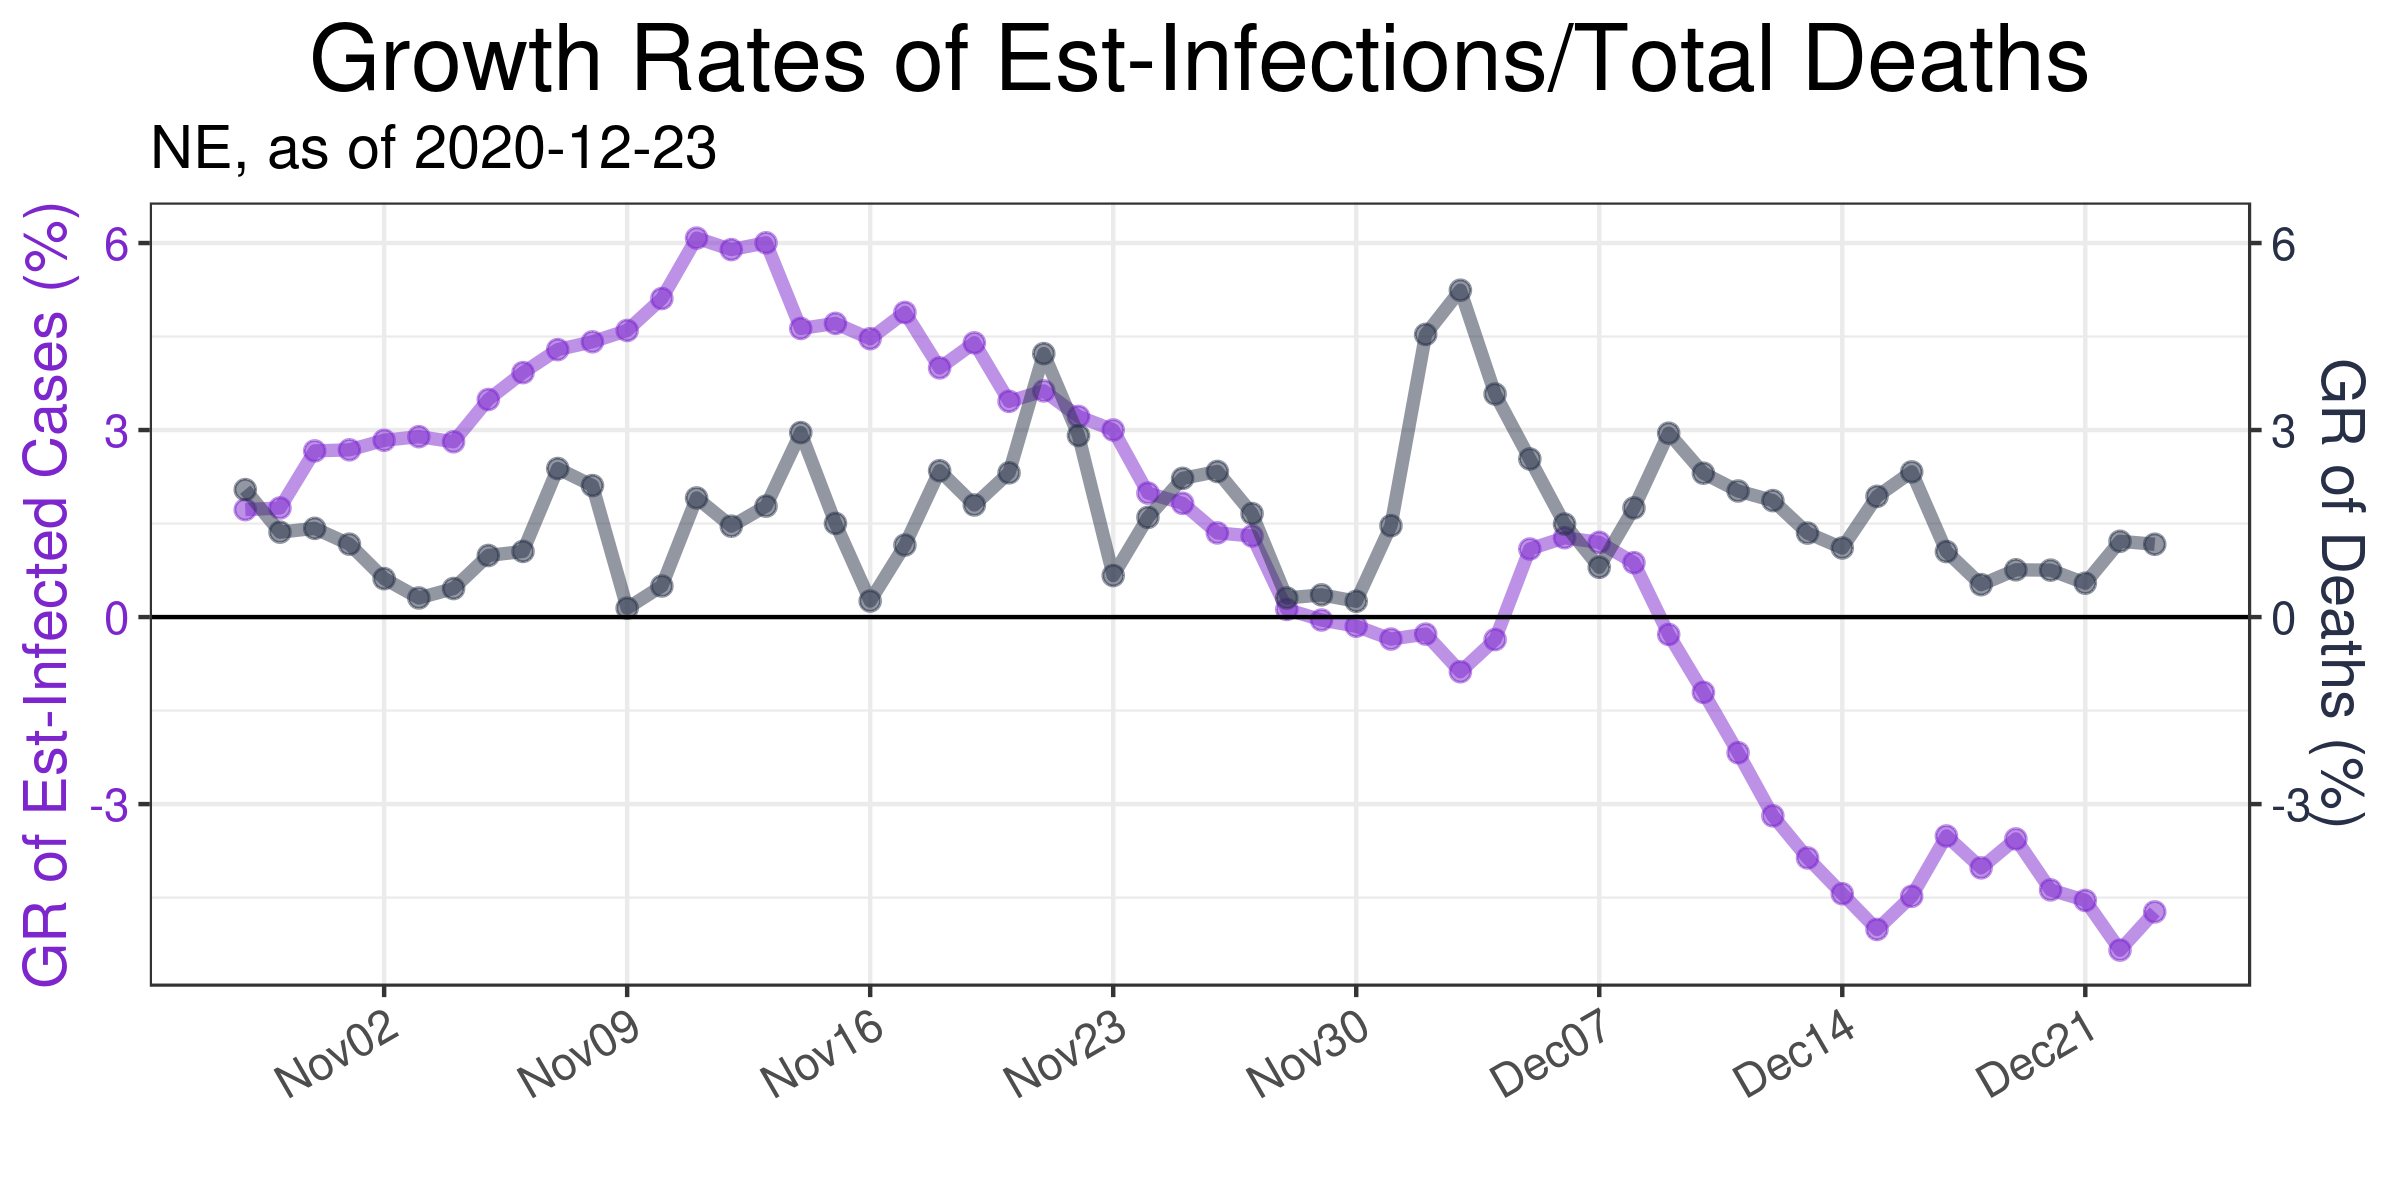 Growth Rates of Est-Infections/Total Deaths
NE, as of 2020-12-23
GR of Est-Infected Cases (%)
6
3
0
-3
6
3
0
-3
GR of Deaths (%)
Nov02
Nov09
Nov16
Nov23
Nov30
Dec07
Dec14
Dec21